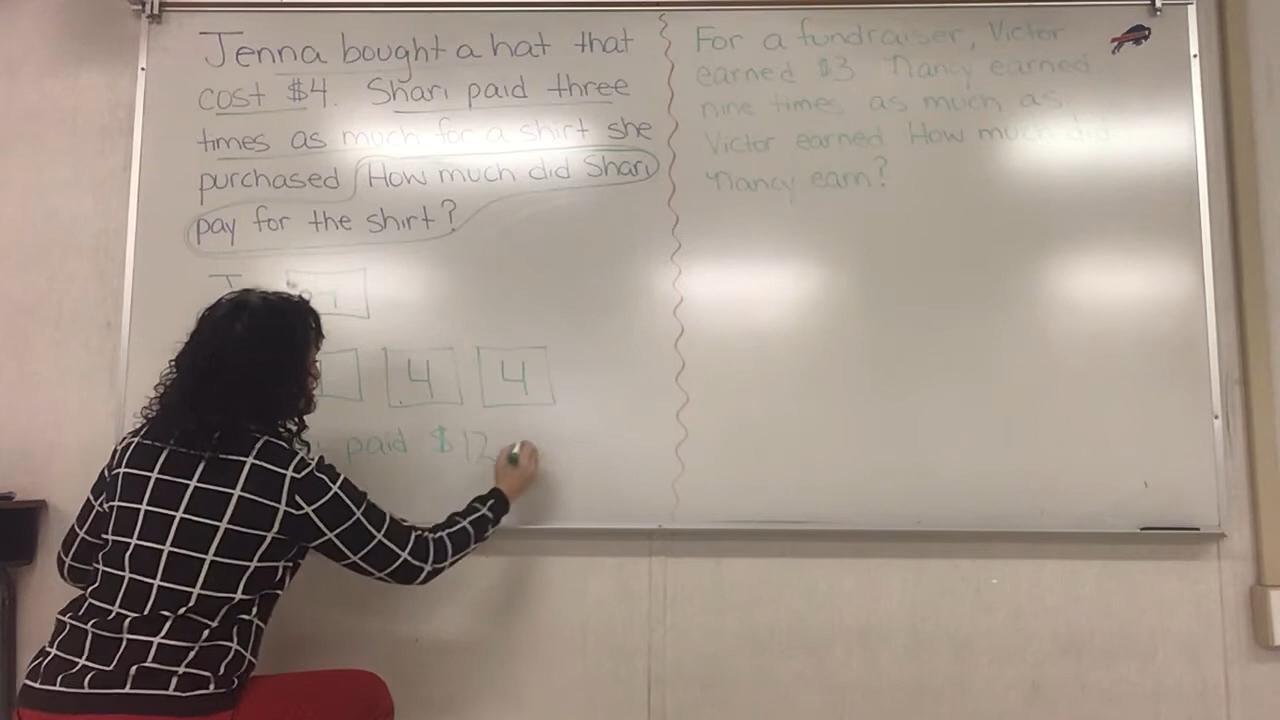 Jenna bought a hat that
cost $4. Shari paid three
times as much for a shirt she
purchased How much did Shari
pay for the shirt?
J
4 4
paid $12
For a fundraiser, Victor
earned $3 Nancy earned
nine times as much as
Victor earned How much did
Nancy earn?